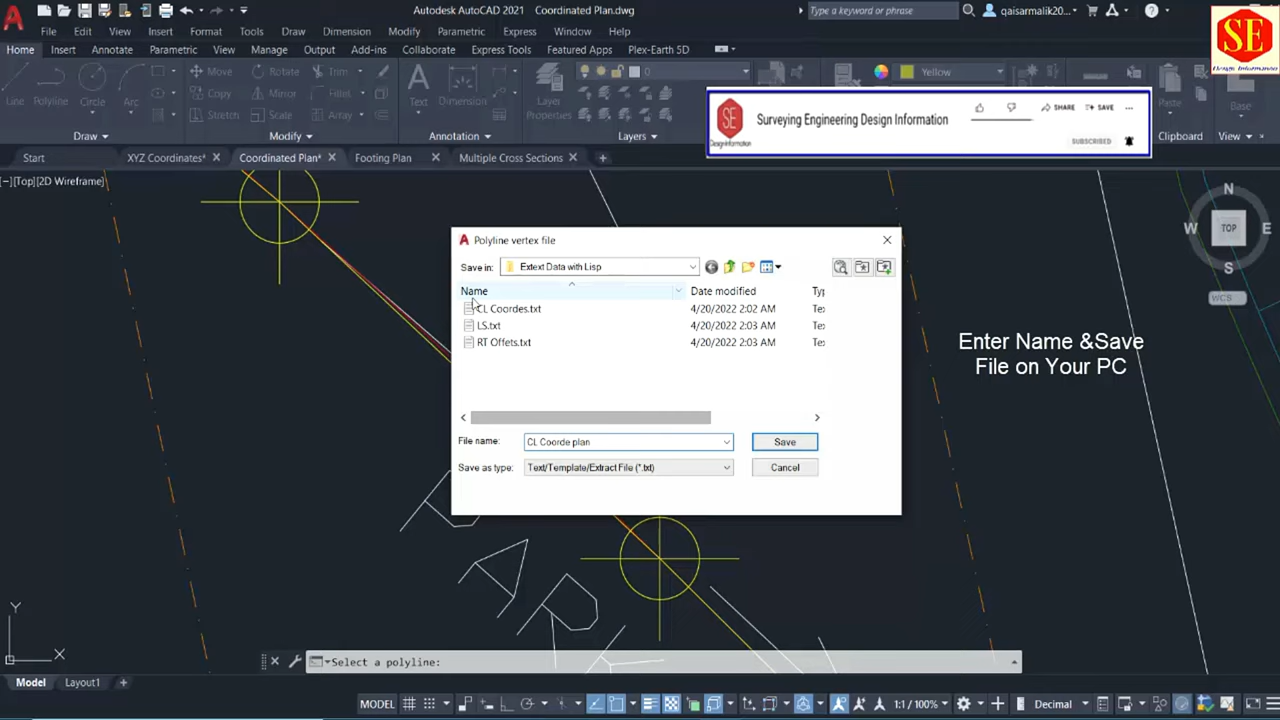 Autodesk AutoCAD 2021 Coordinated Plan.dwg
Type a keyword or phrase
qaisarmalik20...
File Edit View Insert Format Tools Draw Dimension Modify Parametric Express Window Help
Home Insert Annotate Parametric View Manage Output Add-ins Collaborate Express Tools Featured Apps Plex-Earth 5D
SE
Design Information
Line Polyline Circle Arc
Move Rotate Trim
Copy Mirror Fillet
Stretch Scale Array
Text Dimension
Layer Properties
Yellow
Paste
Base
Draw Modify Annotation Layers Clipboard View
SE
DesignInformation
Surveying Engineering Design Information
SHARE SAVE
SUBSCRIBED
Start XYZ Coordinates* Coordinated Plan* Multiple Cross Sections
[−][Top][2D Wireframe]
N
W TOP E
S
WCS
Polyline vertex file
Save in: Extext Data with Lisp
Name Date modified Typ
CL Coordes.txt 4/20/2022 2:02 AM Te
LS.txt 4/20/2022 2:03 AM Te
RT Offets.txt 4/20/2022 2:03 AM Te
File name: CL Coorde plan Save
Save as type: Text/Template/Extract File (*.txt) Cancel
Enter Name &Save
File on Your PC
Y
X
Select a polyline:
Model Layout1
MODEL 1:1 / 100% Decimal